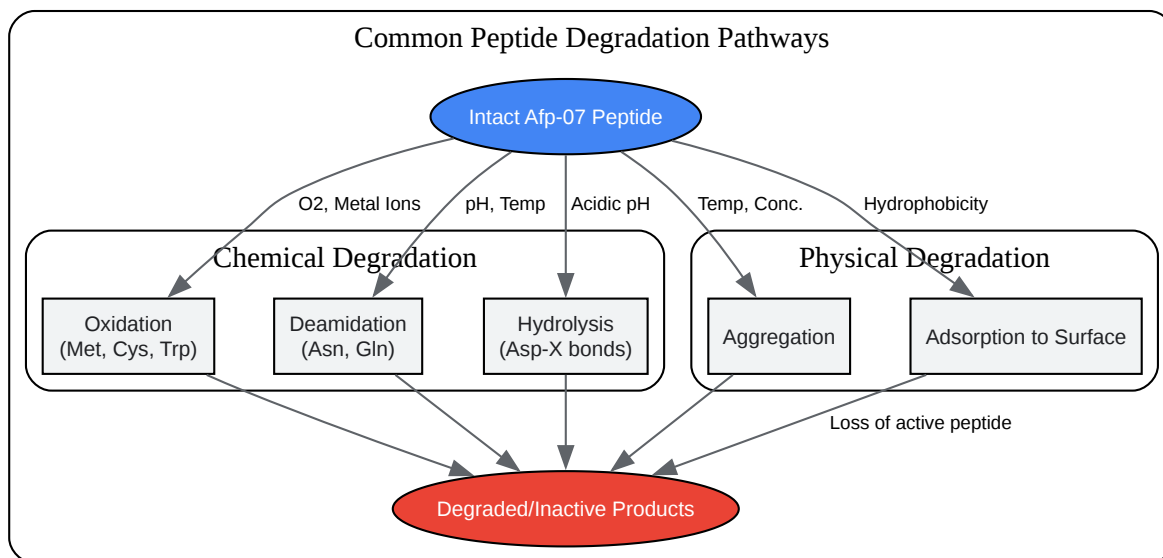 Common Peptide Degradation Pathways
Intact Afp-07 Peptide
O2, Metal Ions
pH, Temp
Acidic pH
Temp, Conc.
Hydrophobicity
Chemical Degradation
Physical Degradation
Oxidation
(Met, Cys, Trp)
Deamidation
(Asn, Gln)
Hydrolysis
(Asp-X bonds)
Aggregation
Adsorption to Surface
Loss of active peptide
Degraded/Inactive Products